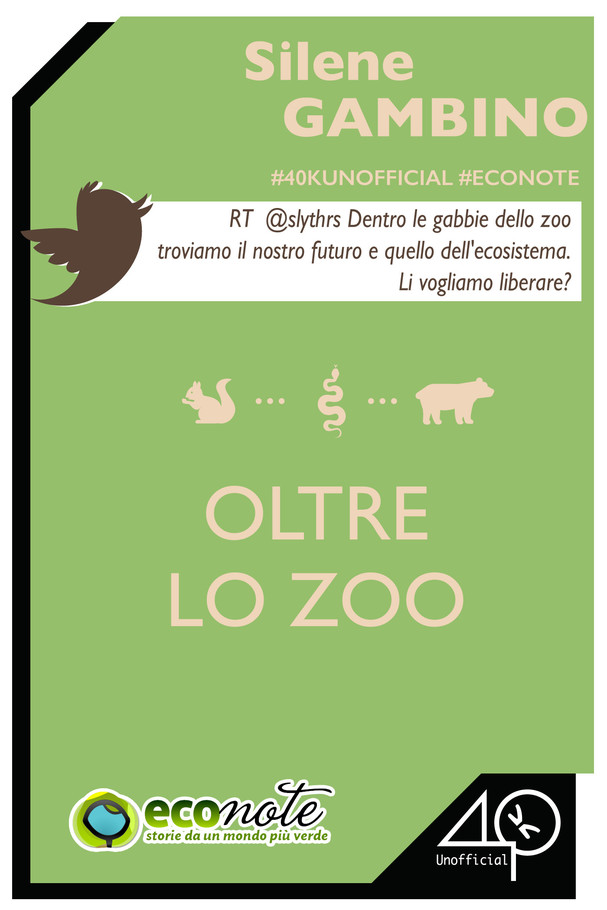 Silene
GAMBINO
#40KUNOFFICIAL #ECONOTE
RT @slythrs Dentro le gabbie dello zoo
troviamo il nostro futuro e quello dell'ecosistema.
Li vogliamo liberare?
OLTRE
LO ZOO
econote
storie da un mondo più verde
40K
Unofficial